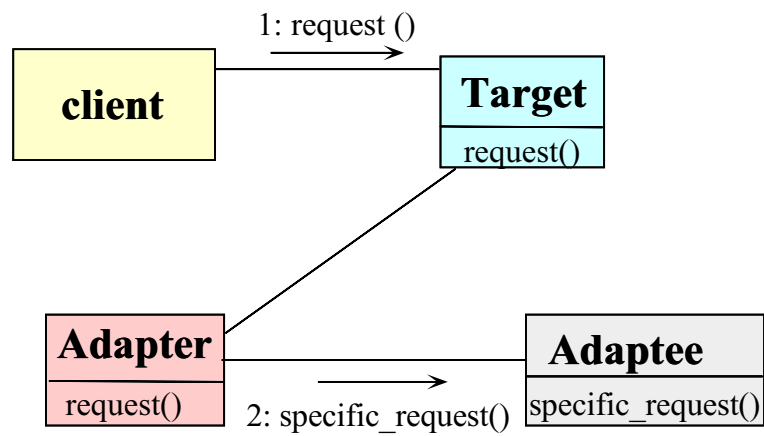 1: request ()
client
Target
request()
Adapter
request()
2: specific_request()
Adaptee
specific_request()